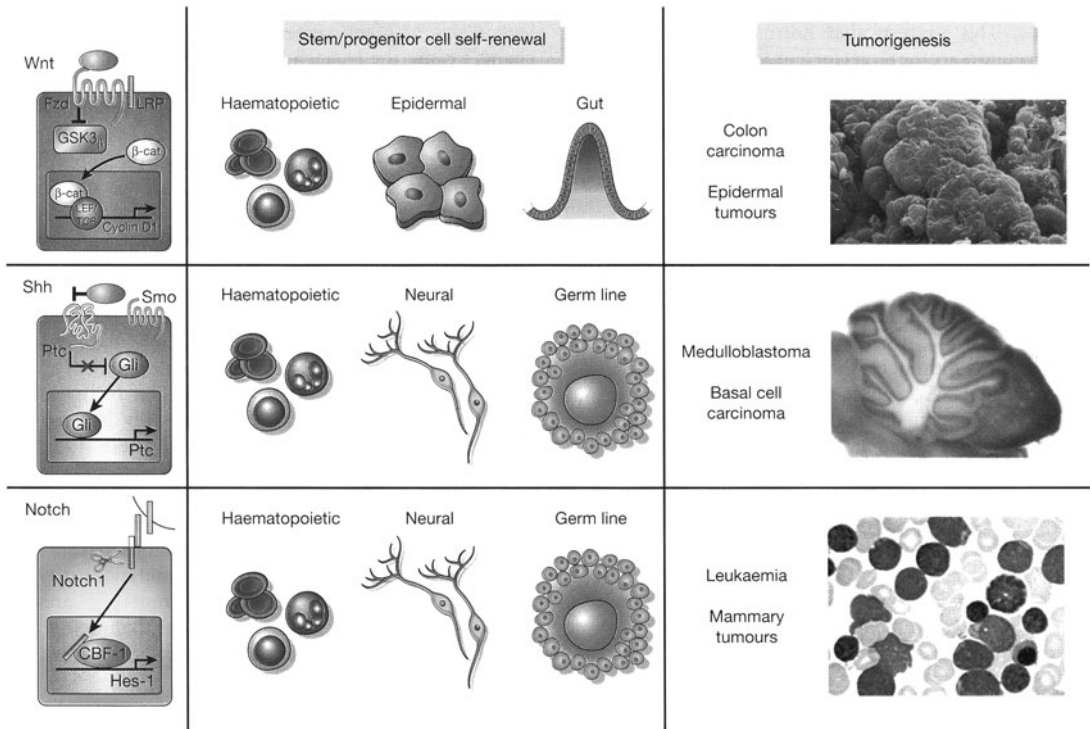 Stem/progenitor cell self-renewal
Tumorigenesis
Wnt
Fzd
LRP
GSK3β
β-cat
β-cat
LEF/
TCF
Cyclin D1
Haematopoietic
Epidermal
Gut
Colon
carcinoma
Epidermal
tumours
Shh
Smo
Ptc
Gli
Gli
Ptc
Haematopoietic
Neural
Germ line
Medulloblastoma
Basal cell
carcinoma
Notch
Notch1
CBF-1
Hes-1
Haematopoietic
Neural
Germ line
Leukaemia
Mammary
tumours